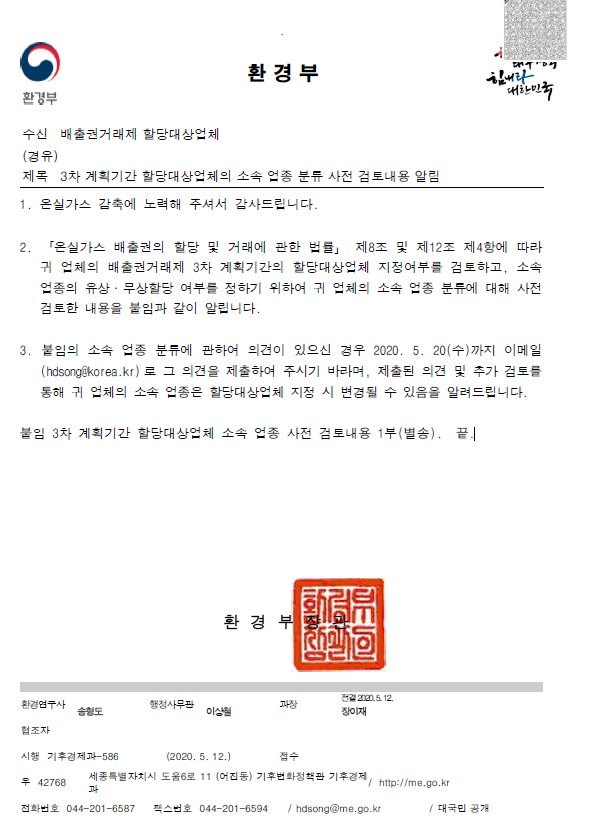 환경부
환경부
대한민국
힘내라
대한민국
수신 배출권거래제 할당대상업체
(경유)
제목 3차 계획기간 할당대상업체의 소속 업종 분류 사전 검토내용 알림
1. 온실가스 감축에 노력해 주셔서 감사드립니다.
2. 「온실가스 배출권의 할당 및 거래에 관한 법률」 제8조 및 제12조 제4항에 따라
귀 업체의 배출권거래제 3차 계획기간의 할당대상업체 지정여부를 검토하고, 소속
업종의 유상·무상할당 여부를 정하기 위하여 귀 업체의 소속 업종 분류에 대해 사전
검토한 내용을 붙임과 같이 알립니다.
3. 붙임의 소속 업종 분류에 관하여 의견이 있으신 경우 2020. 5. 20(수)까지 이메일
(hdsong@korea.kr)로 그 의견을 제출하여 주시기 바라며, 제출된 의견 및 추가 검토를
통해 귀 업체의 소속 업종은 할당대상업체 지정 시 변경될 수 있음을 알려드립니다.
붙임 3차 계획기간 할당대상업체 소속 업종 사전 검토내용 1부(별송). 끝.
환경부장관
환경연구사 송형도 행정사무관 이상철 과장 전결 2020. 5. 12. 장이재
협조자
시행 기후경제과-586 (2020. 5. 12.) 접수
우 42768 세종특별자치시 도움6로 11 (어진동) 기후변화정책관 기후경제과 / http://me.go.kr
전화번호 044-201-6587 팩스번호 044-201-6594 / hdsong@me.go.kr / 대국민 공개